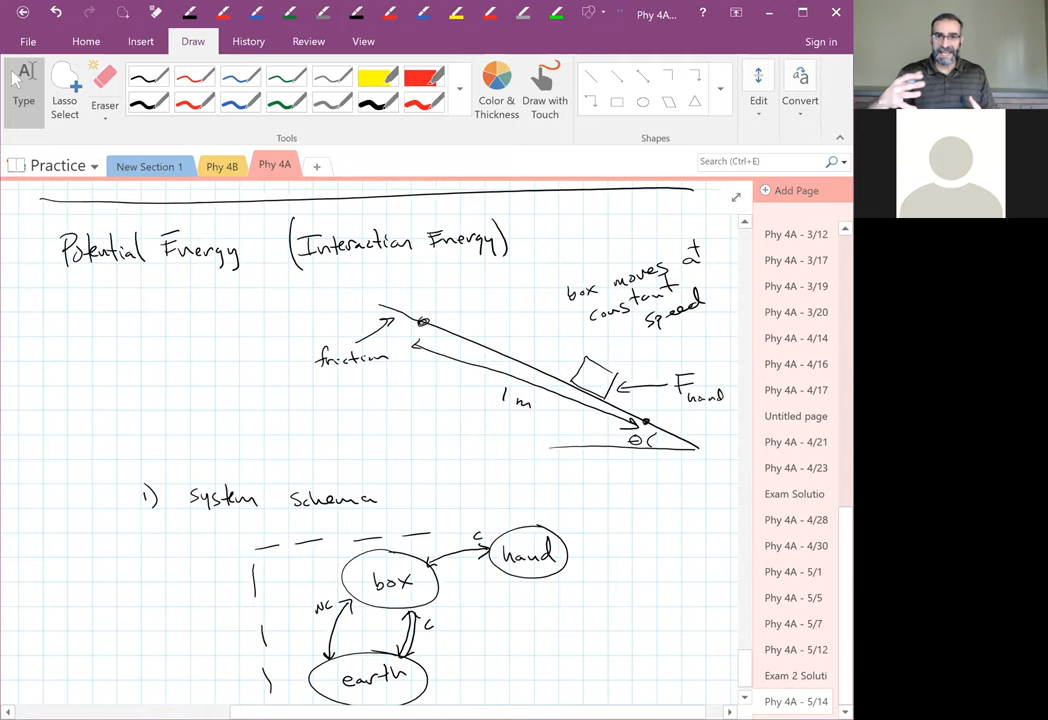 Phy 4A...
?
File
Home
Insert
Draw
History
Review
View
Sign in
Type
Lasso
Select
Eraser
Color &
Thickness
Draw with
Touch
Edit
Convert
Tools
Shapes
Practice
New Section 1
Phy 4B
Phy 4A
Search (Ctrl+E)
Add Page
Phy 4A - 3/12
Phy 4A - 3/17
Phy 4A - 3/19
Phy 4A - 3/20
Phy 4A - 4/14
Phy 4A - 4/16
Phy 4A - 4/17
Untitled page
Phy 4A - 4/21
Phy 4A - 4/23
Exam Solutio
Phy 4A - 4/28
Phy 4A - 4/30
Phy 4A - 5/1
Phy 4A - 5/5
Phy 4A - 5/7
Phy 4A - 5/12
Exam 2 Soluti
Phy 4A - 5/14
Potential Energy (Interaction Energy)
box moves at a
constant
speed
friction
1 m
F hand
θ
1) system schema
box
C
hand
NC
C
earth